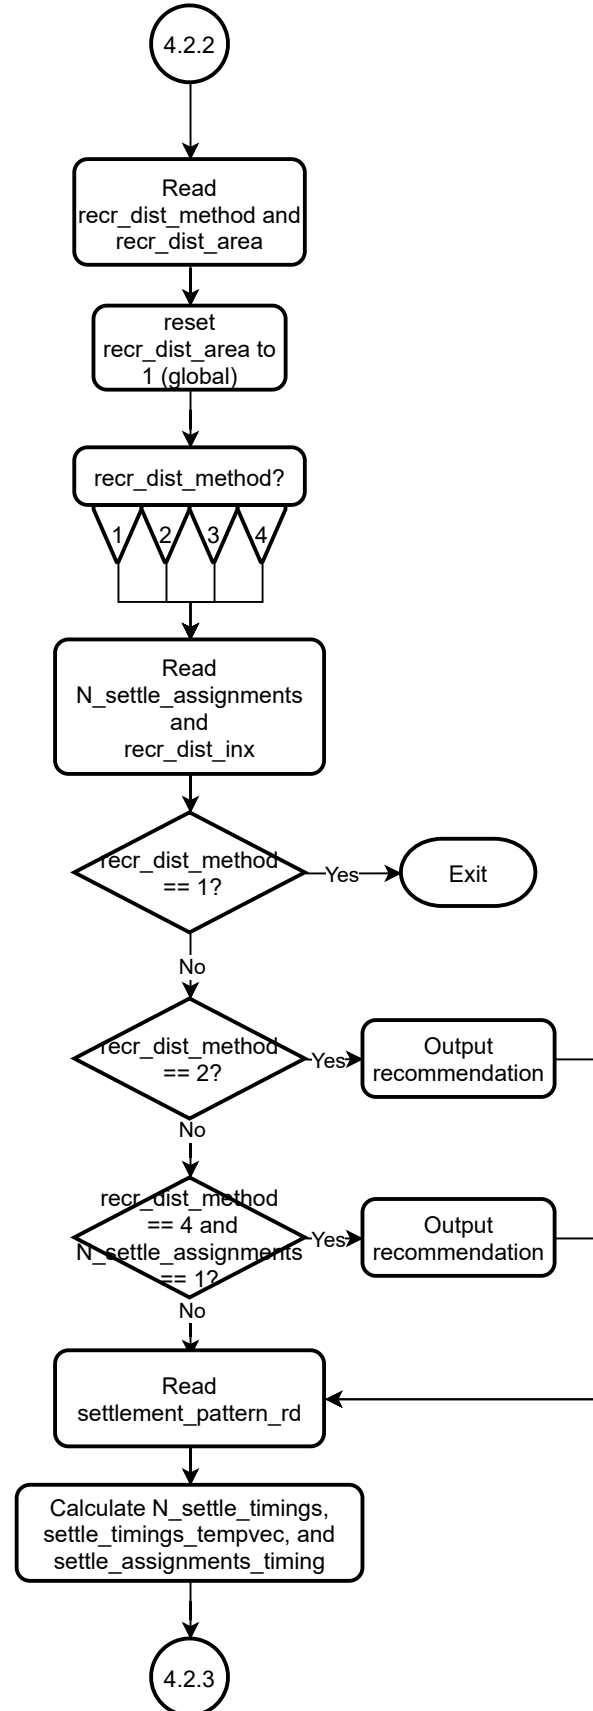 4.2.2
Read
recr_dist_method and
recr_dist_area
reset
recr_dist_area to
1 (global)
recr_dist_method?
1 2 3 4
Read
N_settle_assignments
and
recr_dist_inx
recr_dist_method
== 1?
Yes
Exit
No
recr_dist_method
== 2?
Yes
Output
recommendation
No
recr_dist_method
== 4 and
N_settle_assignments
== 1?
Yes
Output
recommendation
No
Read
settlement_pattern_rd
Calculate N_settle_timings,
settle_timings_tempvec, and
settle_assignments_timing
4.2.3